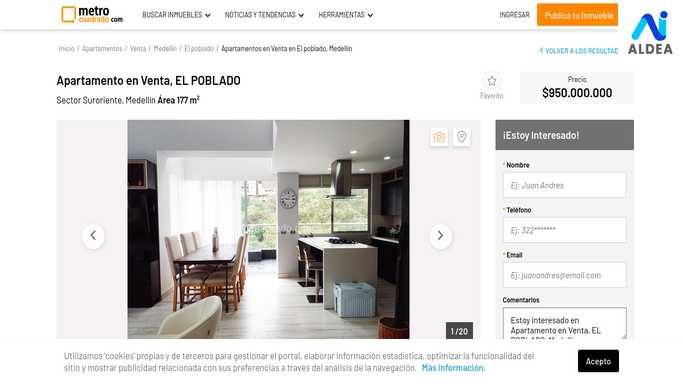 metro
cuadrado.com
BUSCAR INMUEBLES
NOTICIAS Y TENDENCIAS
HERRAMIENTAS
INGRESAR
Publica tu Inmueble
ALDEA
Inicio / Apartamentos / Venta / Medellín / El poblado / Apartamentos en Venta en El poblado, Medellín
VOLVER A LOS RESULTAD
Apartamento en Venta, EL POBLADO
Sector Suroriente, Medellín Área 177 m²
Favorito
Precio
$950.000.000
1 / 20
¡Estoy Interesado!
* Nombre
Ej: Juan Andres
* Teléfono
Ej: 322*******
* Email
Ej: juanandres@email.com
Comentarios
Estoy interesado en
Apartamento en Venta, EL
POBLADO, Medellín
Utilizamos 'cookies' propias y de terceros para gestionar el portal, elaborar información estadística, optimizar la funcionalidad del
sitio y mostrar publicidad relacionada con sus preferencias a través del análisis de la navegación. Más información.
Acepto